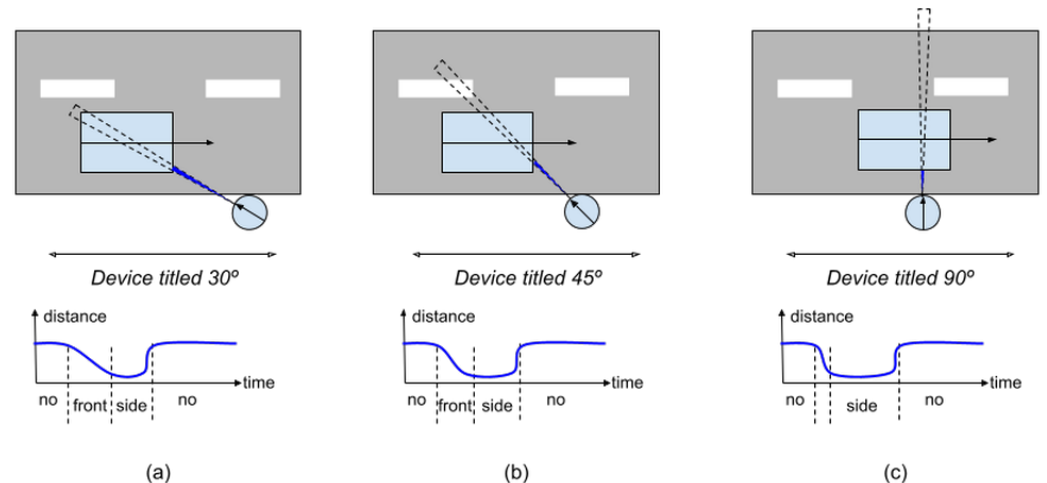 Device titled 30º
Device titled 45º
Device titled 90º
distance
time
no
front
side
no
distance
time
no
front
side
no
distance
time
no
side
no
(a)
(b)
(c)